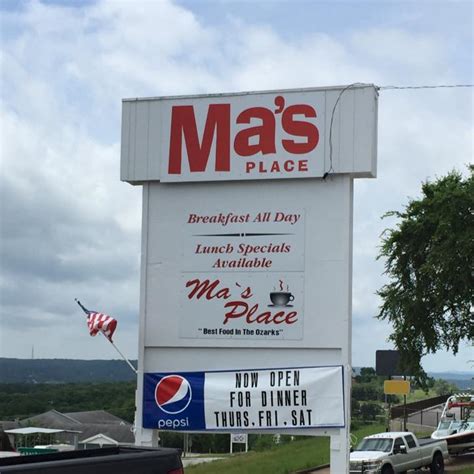 Ma's
PLACE
Breakfast All Day
Lunch Specials
Available
Ma's
Place
"Best Food In The Ozarks"
NOW OPEN
FOR DINNER
THURS.FRI.SAT
pepsi